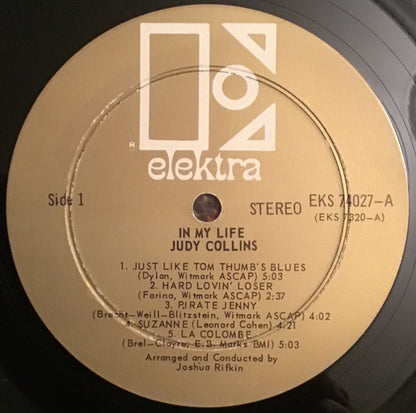 elektra
®
Side 1
STEREO EKS 74027-A
(EKS 7320-A)
IN MY LIFE
JUDY COLLINS
1. JUST LIKE TOM THUMB'S BLUES
(Dylan, Witmark ASCAP) 5:03
2. HARD LOVIN' LOSER
(Farina, Witmark ASCAP) 2:37
3. PIRATE JENNY
(Brecht-Weill-Blitzstein, Witmark ASCAP) 4:02
4. SUZANNE (Leonard Cohen) 4:21
5. LA COLOMBE
(Brel-Clayre, E.B. Marks BMI) 5:03
Arranged and Conducted by
Joshua Rifkin